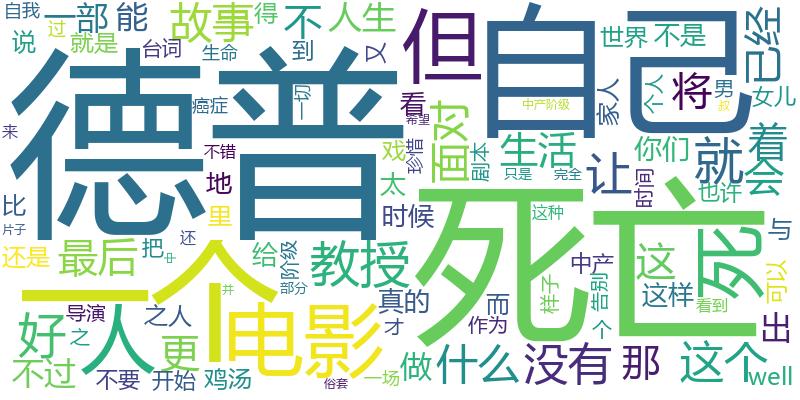 自我 一部 能 故事 得 人生 但 自己 已经
过 说 就是 台词 不 到 又 世界 不是
来 癌症 生命 一切 看 中产阶级 家人 个人 将 男 叔 女儿
德普 希望 面对 戏 珍惜 剧本 生活 让 你们 就 着 会
不错 地 太 只是 完全 时间 也许
比 里 时候 死亡 这种 死 与
片子 还是 最后 把 还 中 给 阶级 教授 中产 这 可以
一个 电影 真的 而 样子 告别 这样 看到 出
导演 之 之人 并 部分 才 作为 个
好 人 更 什么 没有 那 这个
不过 不要 开始 鸡汤 俗套 一场 做 well